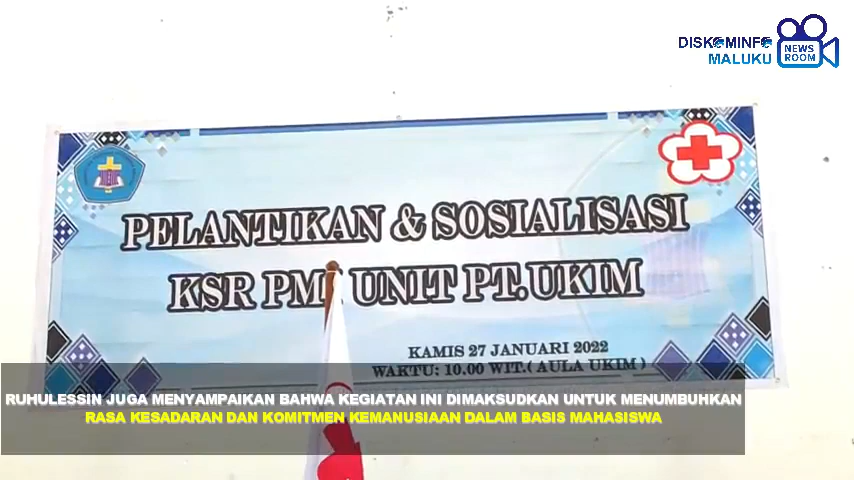 DISKOMINFO
MALUKU
NEWS
ROOM
PELANTIKAN & SOSIALISASI
KSR PMI UNIT PT. UKIM
KAMIS 27 JANUARI 2022
WAKTU: 10.00 WIT.( AULA UKIM )
RUHULESSIN JUGA MENYAMPAIKAN BAHWA KEGIATAN INI DIMAKSUDKAN UNTUK MENUMBUHKAN
RASA KESADARAN DAN KOMITMEN KEMANUSIAAN DALAM BASIS MAHASISWA